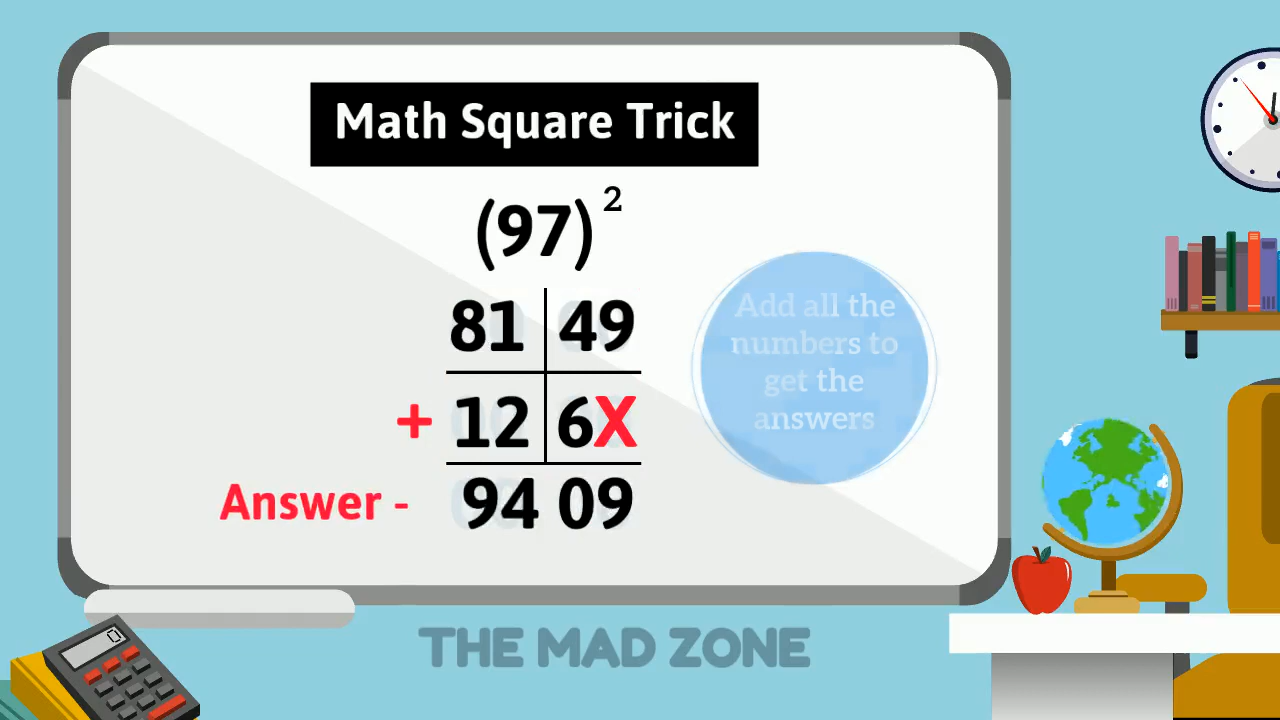 Math Square Trick
(97)²
81 49
+ 12 6X
Answer - 94 09
Add all the
numbers to
get the
answers
THE MAD ZONE
0